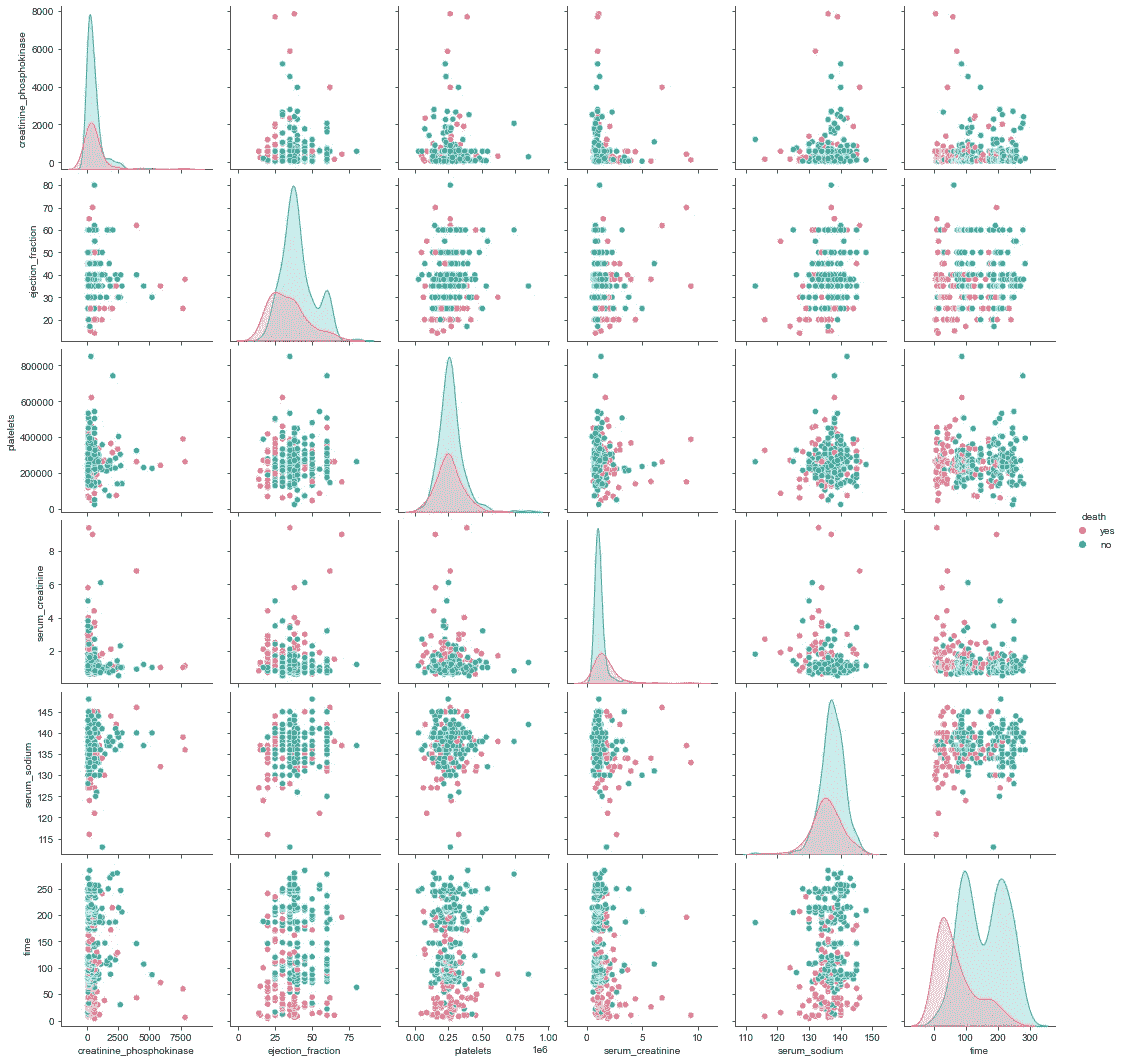 creatinine_phosphokinase
8000
6000
4000
2000
0
ejection_fraction
80
70
60
50
40
30
20
platelets
800000
600000
400000
200000
0
serum_creatinine
8
6
4
2
death
yes
no
serum_sodium
145
140
135
130
125
120
115
time
250
200
150
100
50
0
0 2500 5000 7500
creatinine_phosphokinase
0 25 50 75
ejection_fraction
0.00 0.25 0.50 0.75 1.00
1e6
platelets
0 5 10
serum_creatinine
110 120 130 140 150
serum_sodium
0 100 200 300
time